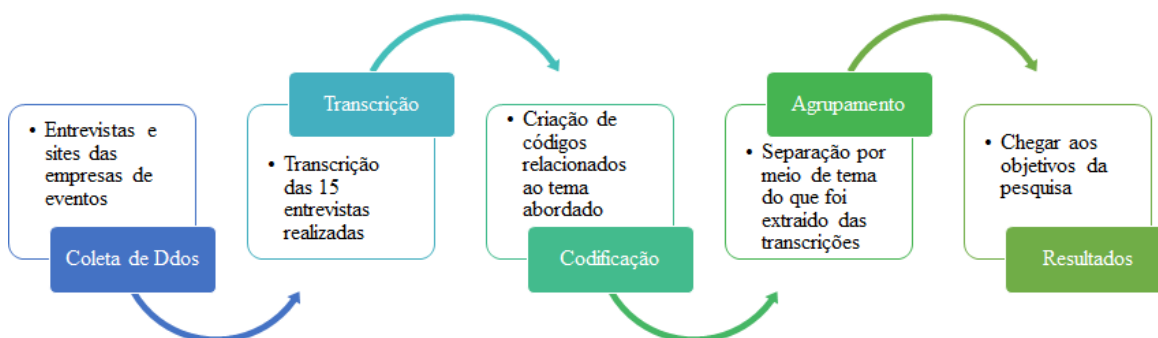 • Entrevistas e
sites das
empresas de
eventos
Coleta de Ddos
Transcrição
• Transcrição
das 15
entrevistas
realizadas
• Criação de
códigos
relacionados
ao tema
abordado
Codificação
Agrupamento
• Separação por
meio de tema
do que foi
extraido das
transcrições
• Chegar aos
objetivos da
pesquisa
Resultados